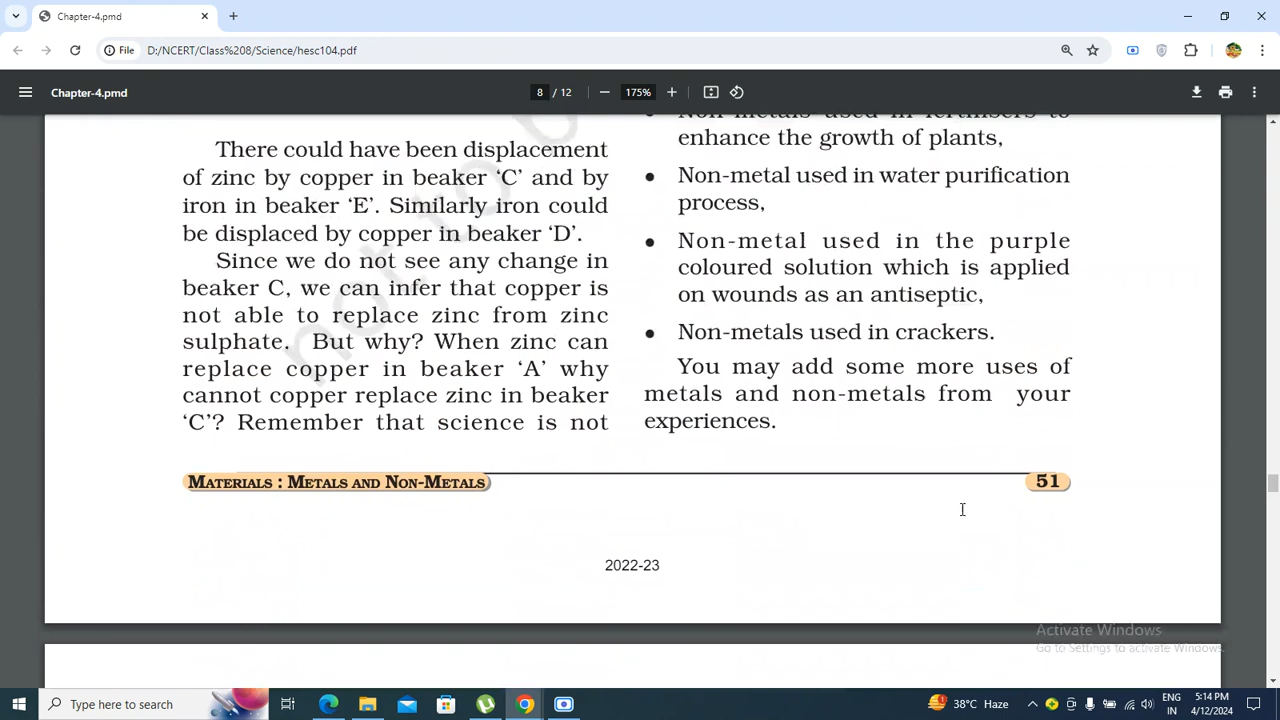 Chapter-4.pmd
File
D:/NCERT/Class%208/Science/hesc104.pdf
Chapter-4.pmd
8 / 12
175%
There could have been displacement
of zinc by copper in beaker ‘C’ and by
iron in beaker ‘E’. Similarly iron could
be displaced by copper in beaker ‘D’.
Since we do not see any change in
beaker C, we can infer that copper is
not able to replace zinc from zinc
sulphate. But why? When zinc can
replace copper in beaker ‘A’ why
cannot copper replace zinc in beaker
‘C’? Remember that science is not
Non-metals used in fertilisers to
enhance the growth of plants,
• Non-metal used in water purification
process,
• Non-metal used in the purple
coloured solution which is applied
on wounds as an antiseptic,
• Non-metals used in crackers.
You may add some more uses of
metals and non-metals from your
experiences.
not to b
MATERIALS : METALS AND NON-METALS
51
2022-23
Activate Windows
Go to Settings to activate Windows.
Type here to search
38°C Haze
ENG
IN
5:14 PM
4/12/2024